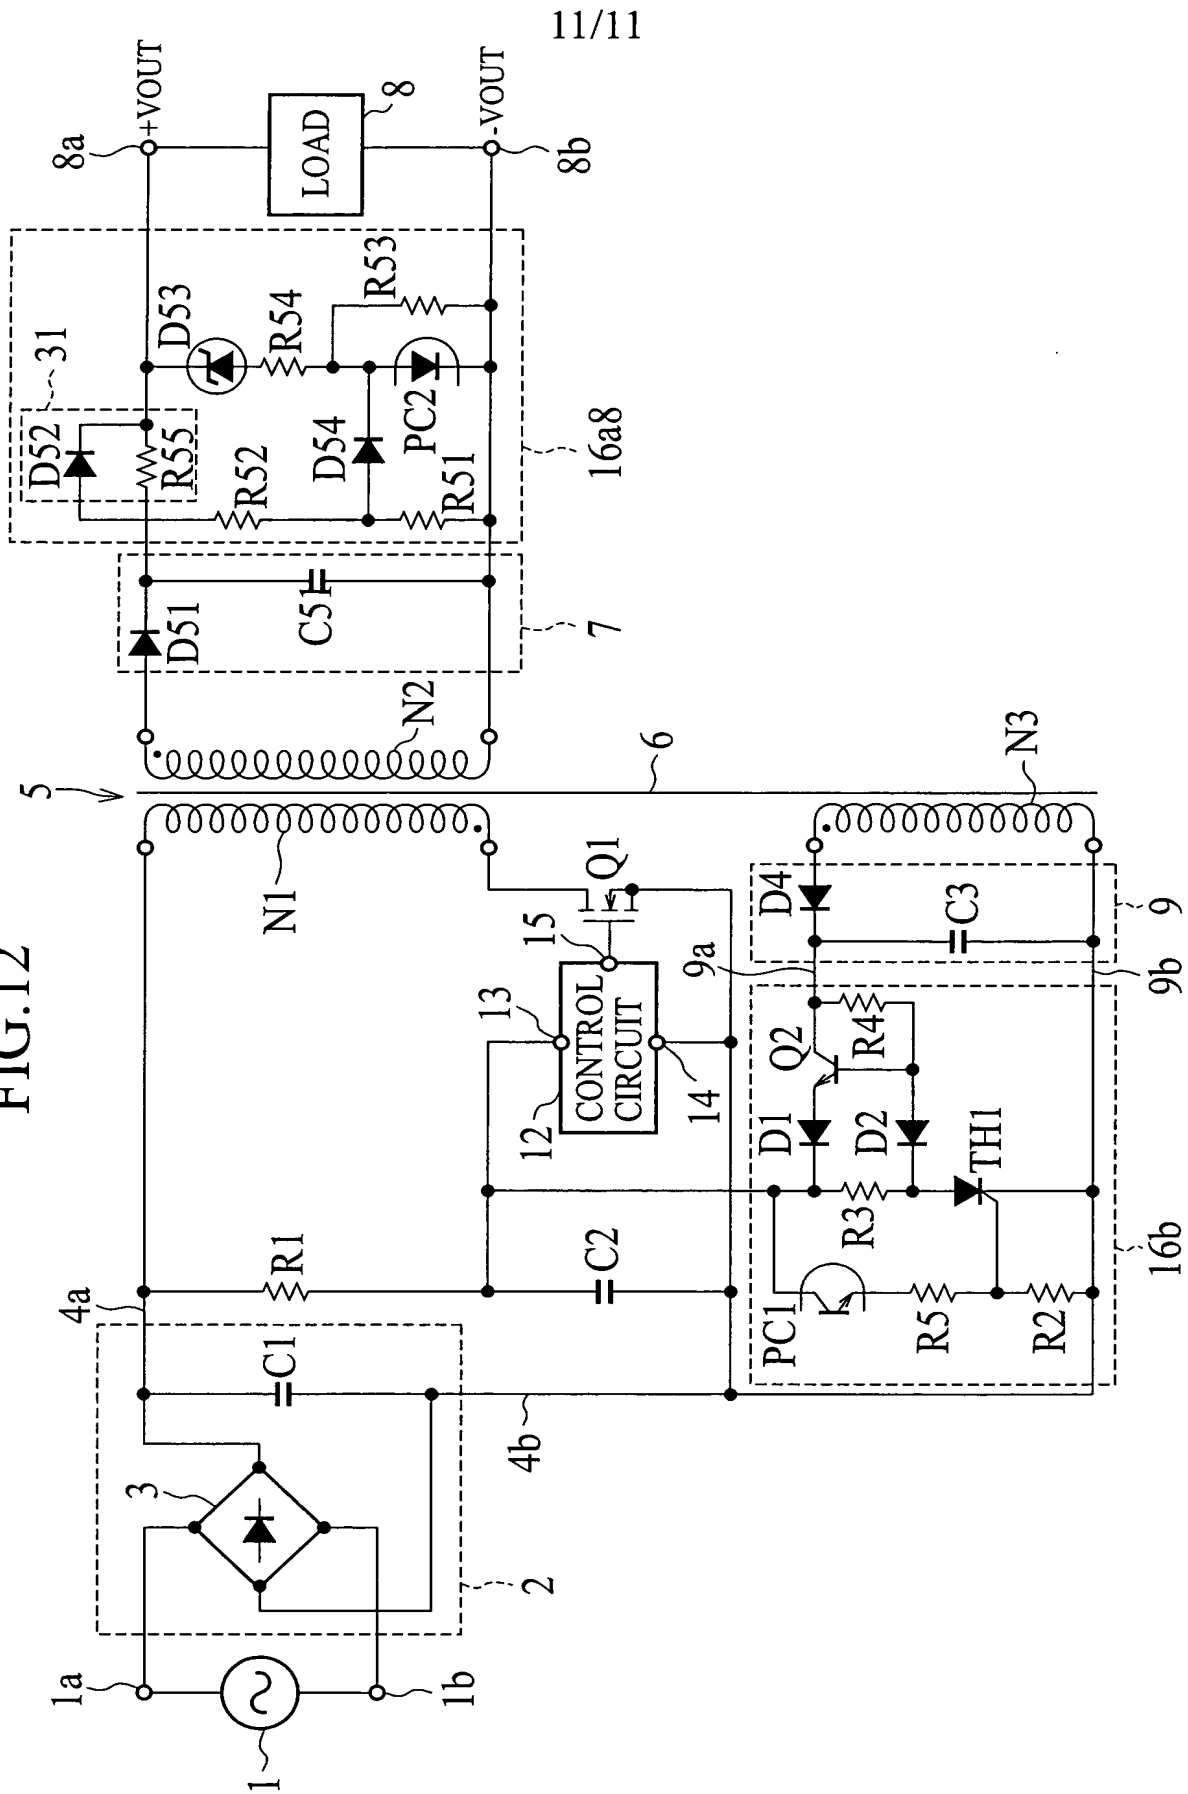 11/11
FIG.12
1
1a
1b
2
3
4a
4b
C1
R1
C2
5
N1
N2
6
N3
12
13
CONTROL
CIRCUIT
14
15
Q1
D51
C51
7
31
D52
R55
R52
D54
R51
D53
R54
R53
PC2
16a8
8a
+VOUT
LOAD
8
-VOUT
8b
PC1
R5
R2
D1
R3
D2
TH1
Q2
R4
16b
9a
9b
D4
C3
9